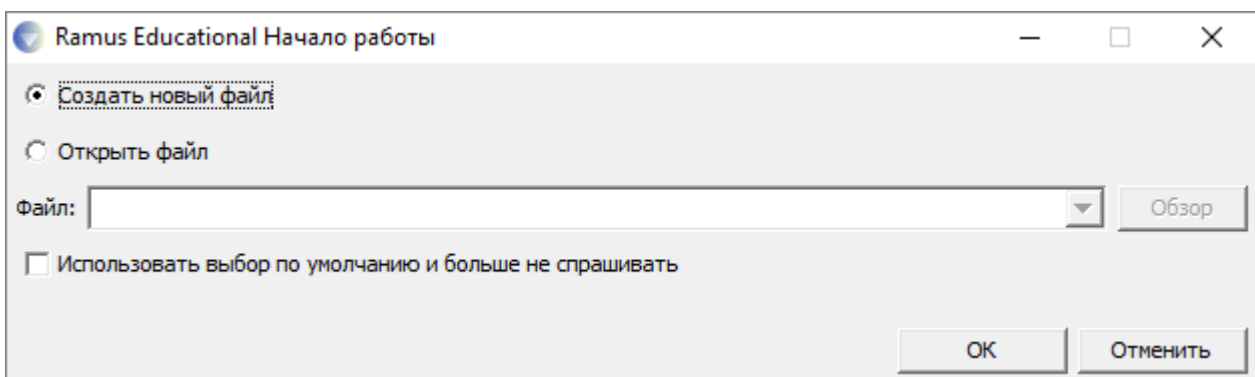 Ramus Educational Начало работы
Создать новый файл
Открыть файл
Файл:
Обзор
Использовать выбор по умолчанию и больше не спрашивать
ОК
Отменить